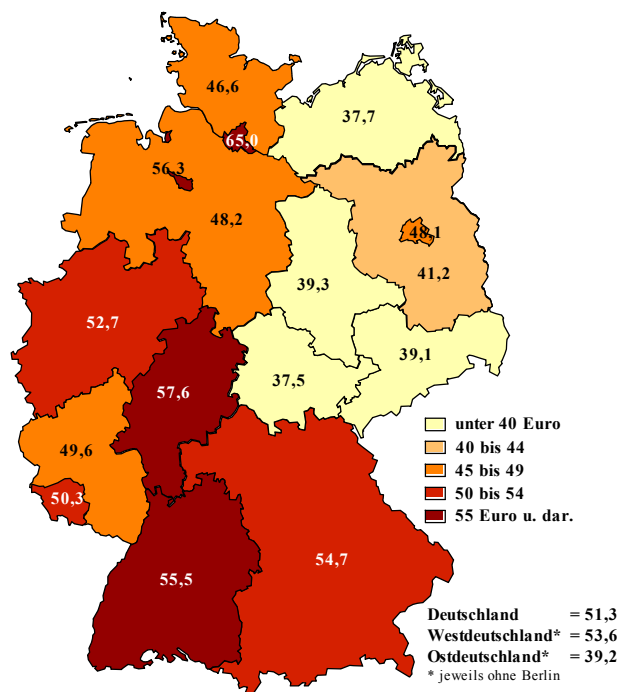 46,6
37,7
65,0
56,3
48,2
48,1
41,2
39,3
52,7
39,1
37,5
57,6
49,6
50,3
54,7
55,5
unter 40 Euro
40 bis 44
45 bis 49
50 bis 54
55 Euro u. dar.
Deutschland = 51,3
Westdeutschland* = 53,6
Ostdeutschland* = 39,2
* jeweils ohne Berlin